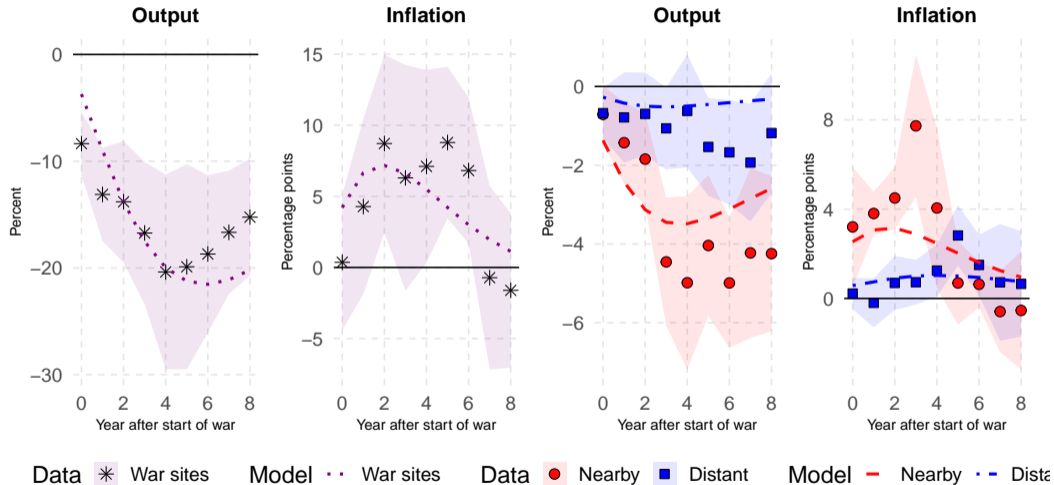 Output Inflation Output Inflation
Percent
0
−10
−20
−30
0 2 4 6 8
Year after start of war
Percentage points
15
10
5
0
−5
0 2 4 6 8
Year after start of war
Percent
0
−2
−4
−6
0 2 4 6 8
Year after start of war
Percentage points
8
4
0
0 2 4 6 8
Year after start of war
Data War sites Model War sites Data Nearby Distant Model Nearby Dista